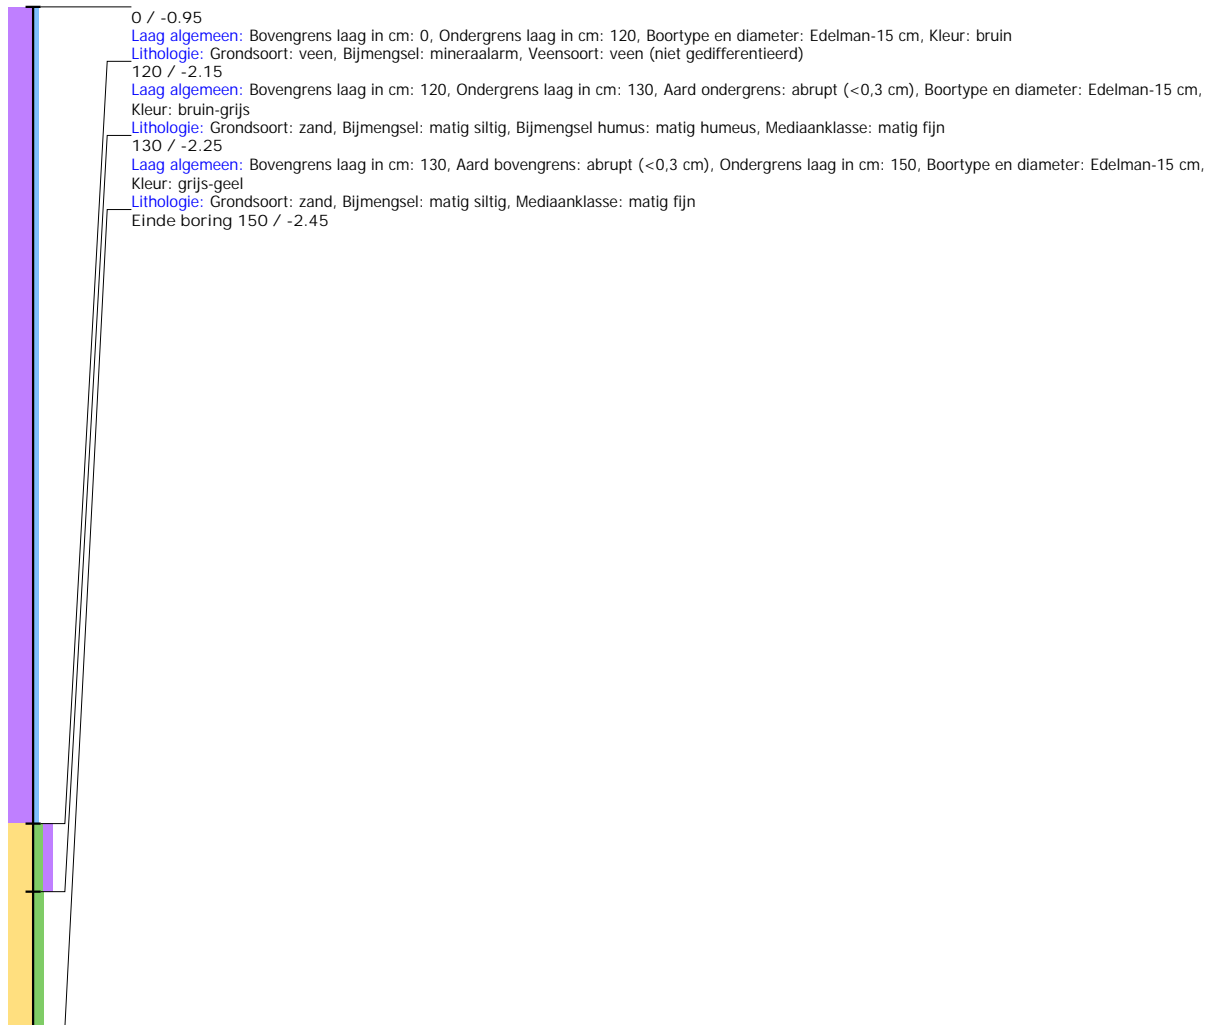 0 / -0.95
Laag algemeen: Bovengrens laag in cm: 0, Ondergrens laag in cm: 120, Boortype en diameter: Edelman-15 cm, Kleur: bruin
Lithologie: Grondsoort: veen, Bijmengsel: mineraalarm, Veensoort: veen (niet gedifferentieerd)
120 / -2.15
Laag algemeen: Bovengrens laag in cm: 120, Ondergrens laag in cm: 130, Aard ondergrens: abrupt (<0,3 cm), Boortype en diameter: Edelman-15 cm,
Kleur: bruin-grijs
Lithologie: Grondsoort: zand, Bijmengsel: matig siltig, Bijmengsel humus: matig humeus, Mediaanklasse: matig fijn
130 / -2.25
Laag algemeen: Bovengrens laag in cm: 130, Aard bovengrens: abrupt (<0,3 cm), Ondergrens laag in cm: 150, Boortype en diameter: Edelman-15 cm,
Kleur: grijs-geel
Lithologie: Grondsoort: zand, Bijmengsel: matig siltig, Mediaanklasse: matig fijn
Einde boring 150 / -2.45